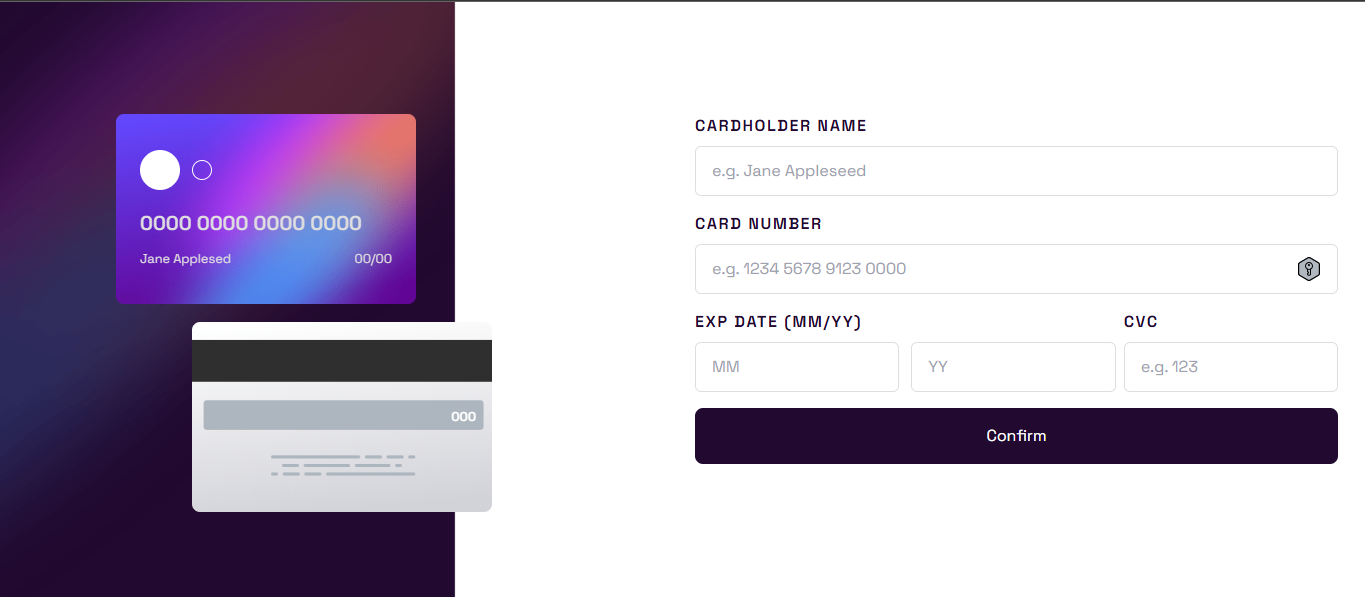 0000 0000 0000 0000
Jane Applesed 00/00
000
CARDHOLDER NAME
e.g. Jane Appleseed
CARD NUMBER
e.g. 1234 5678 9123 0000
EXP DATE (MM/YY) CVC
MM YY e.g. 123
Confirm